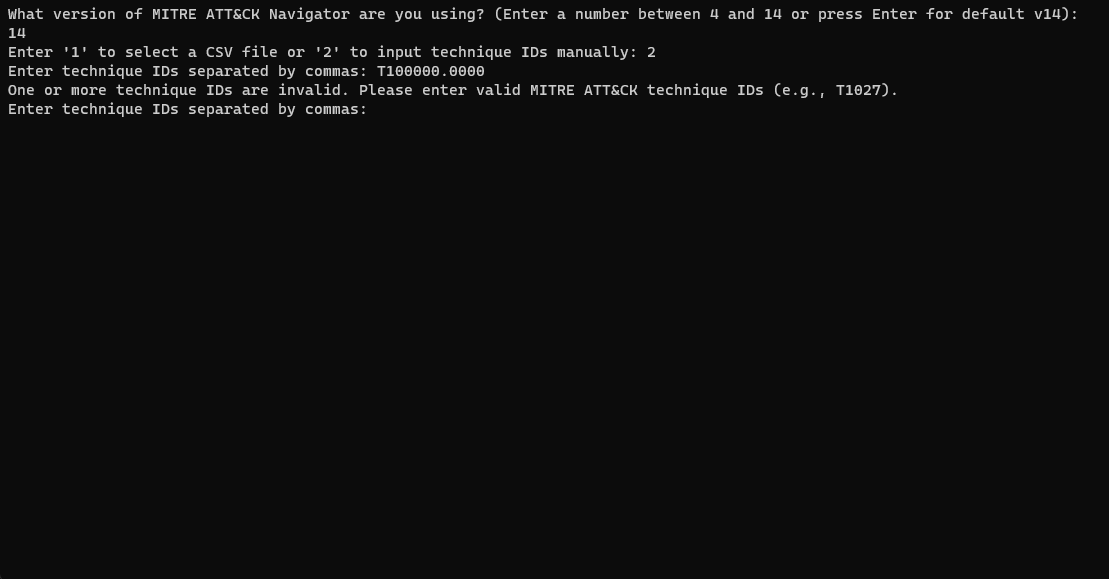 What version of MITRE ATT&CK Navigator are you using? (Enter a number between 4 and 14 or press Enter for default v14):
14
Enter '1' to select a CSV file or '2' to input technique IDs manually: 2
Enter technique IDs separated by commas: T100000.0000
One or more technique IDs are invalid. Please enter valid MITRE ATT&CK technique IDs (e.g., T1027).
Enter technique IDs separated by commas: